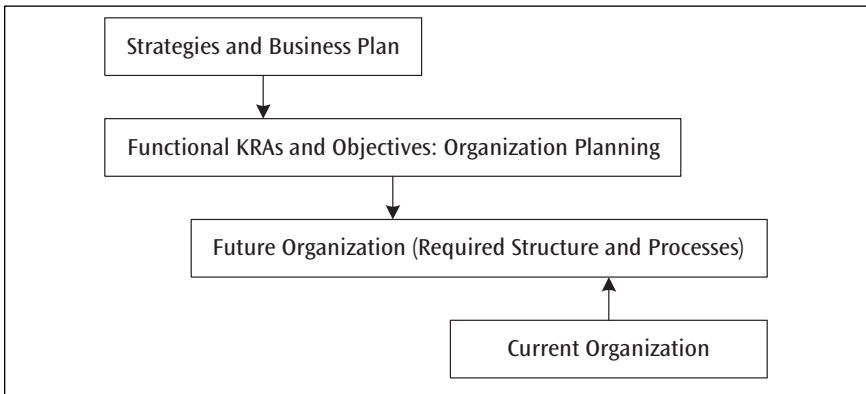 Strategies and Business Plan
Functional KRAs and Objectives: Organization Planning
Future Organization (Required Structure and Processes)
Current Organization